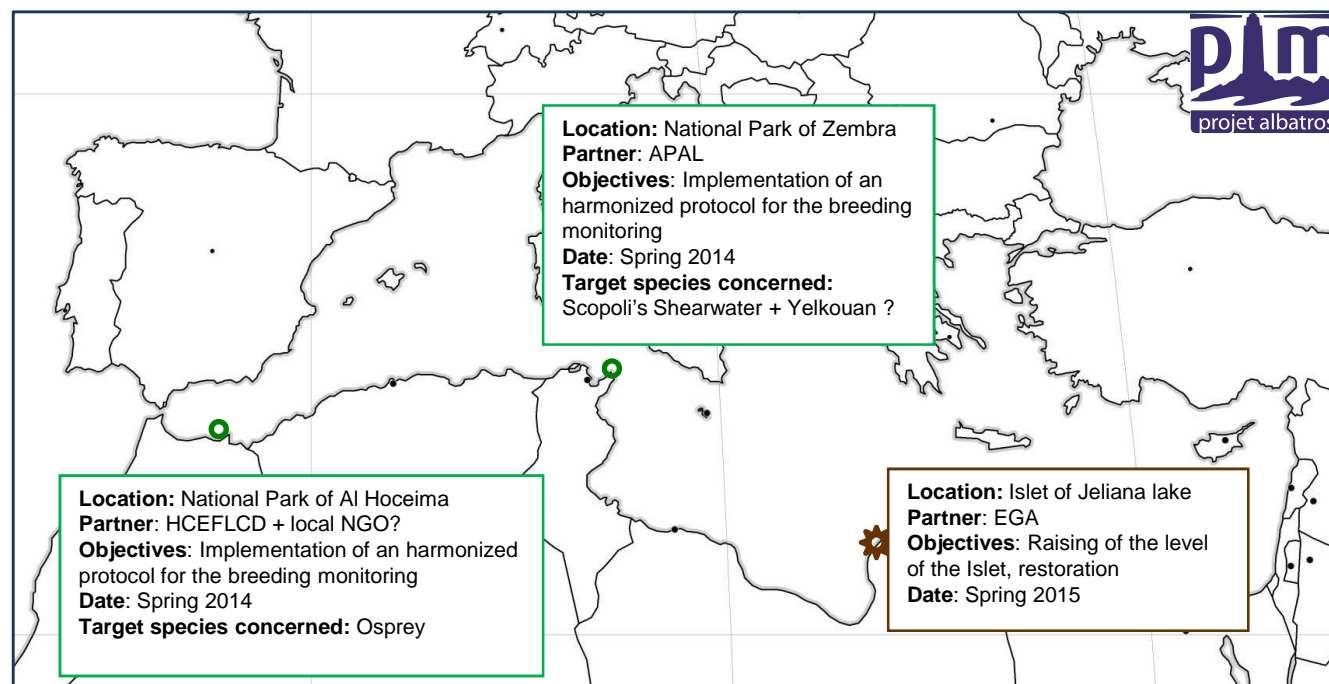 pim
projet albatros
Location: National Park of Zembra
Partner: APAL
Objectives: Implementation of an
harmonized protocol for the breeding
monitoring
Date: Spring 2014
Target species concerned:
Scopoli's Shearwater + Yelkouan ?
Location: National Park of Al Hoceima
Partner: HCEFLCD + local NGO?
Objectives: Implementation of an harmonized
protocol for the breeding monitoring
Date: Spring 2014
Target species concerned: Osprey
Location: Islet of Jeliana lake
Partner: EGA
Objectives: Raising of the level
of the Islet, restoration
Date: Spring 2015